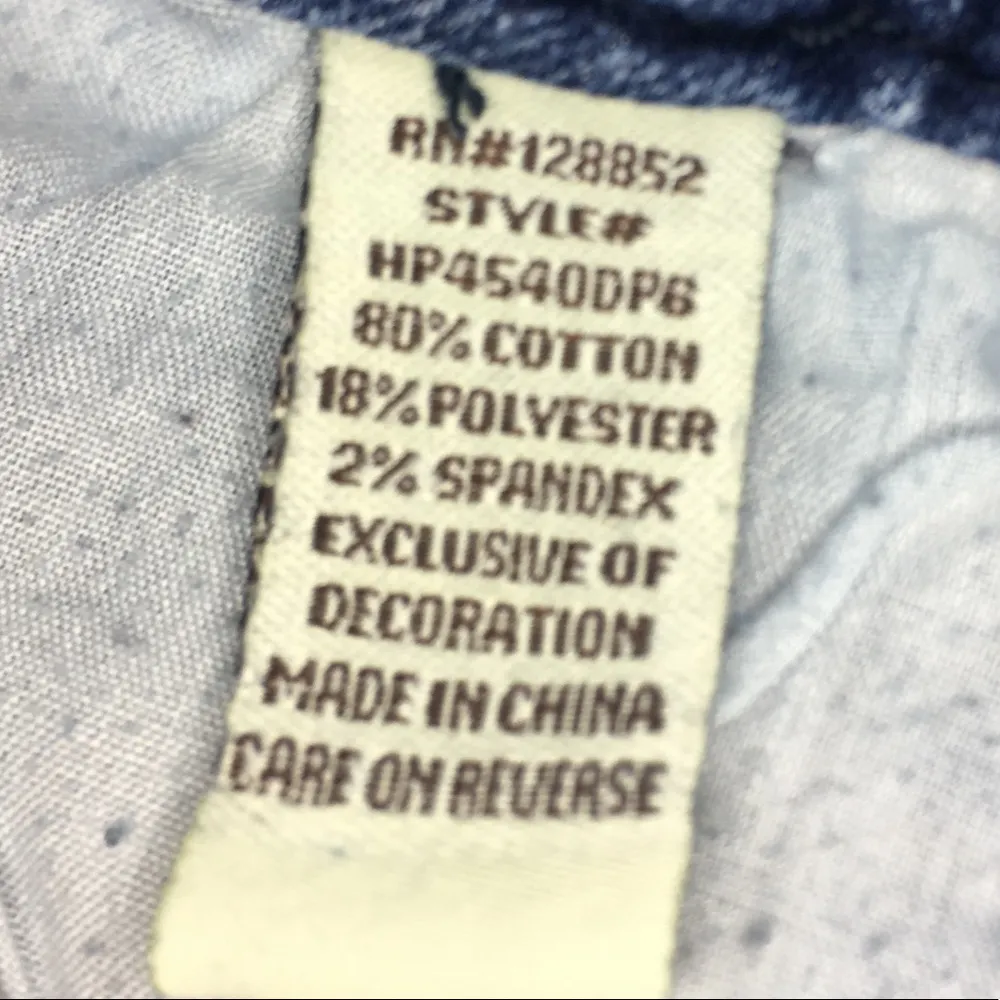 RN#128852
STYLE#
HP4540DP6
80% COTTON
18% POLYESTER
2% SPANDEX
EXCLUSIVE OF
DECORATION
MADE IN CHINA
CARE ON REVERSE